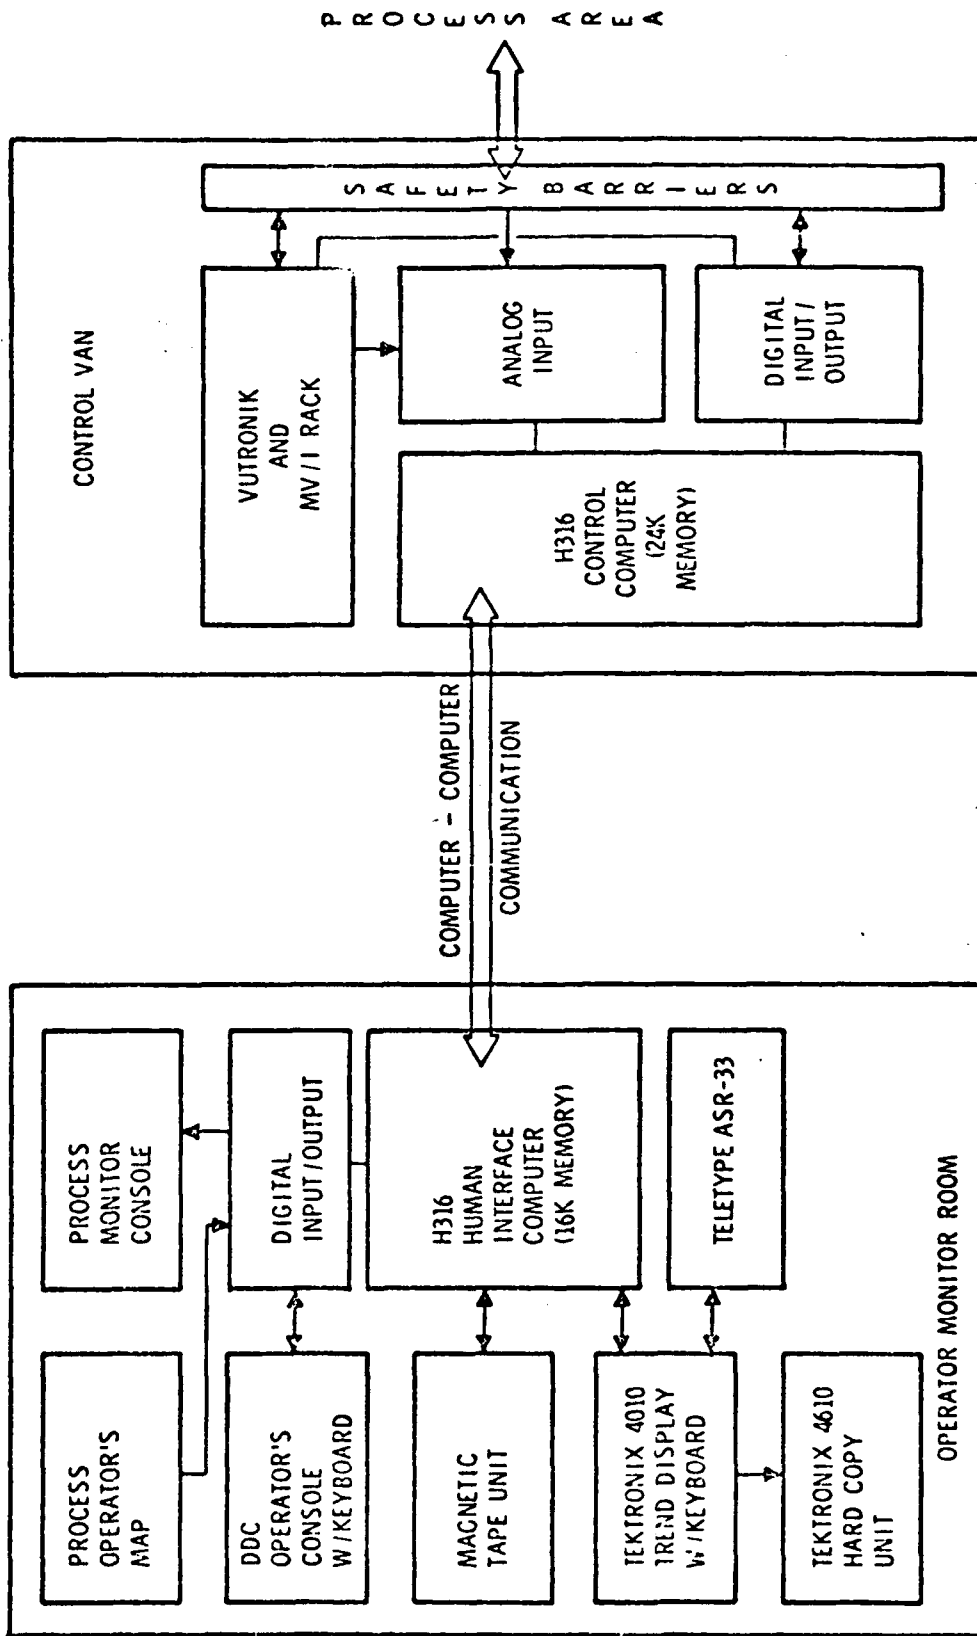 PROCESS
OPERATOR'S
MAP
PROCESS
MONITOR
CONSOLE
DDC
OPERATOR'S
CONSOLE
W/KEYBOARD
DIGITAL
INPUT/OUTPUT
MAGNETIC
TAPE UNIT
H316
HUMAN
INTERFACE
COMPUTER
(16K MEMORY)
TEKTRONIX 4010
TREND DISPLAY
W/KEYBOARD
TELETYPE ASR-33
TEKTRONIX 4610
HARD COPY
UNIT
OPERATOR MONITOR ROOM
COMPUTER - COMPUTER
COMMUNICATION
CONTROL VAN
VUTRONIK
AND
MV/I RACK
H316
CONTROL
COMPUTER
(24K
MEMORY)
ANALOG
INPUT
DIGITAL
INPUT/
OUTPUT
SAFETY BARRIERS
PROCESS AREA